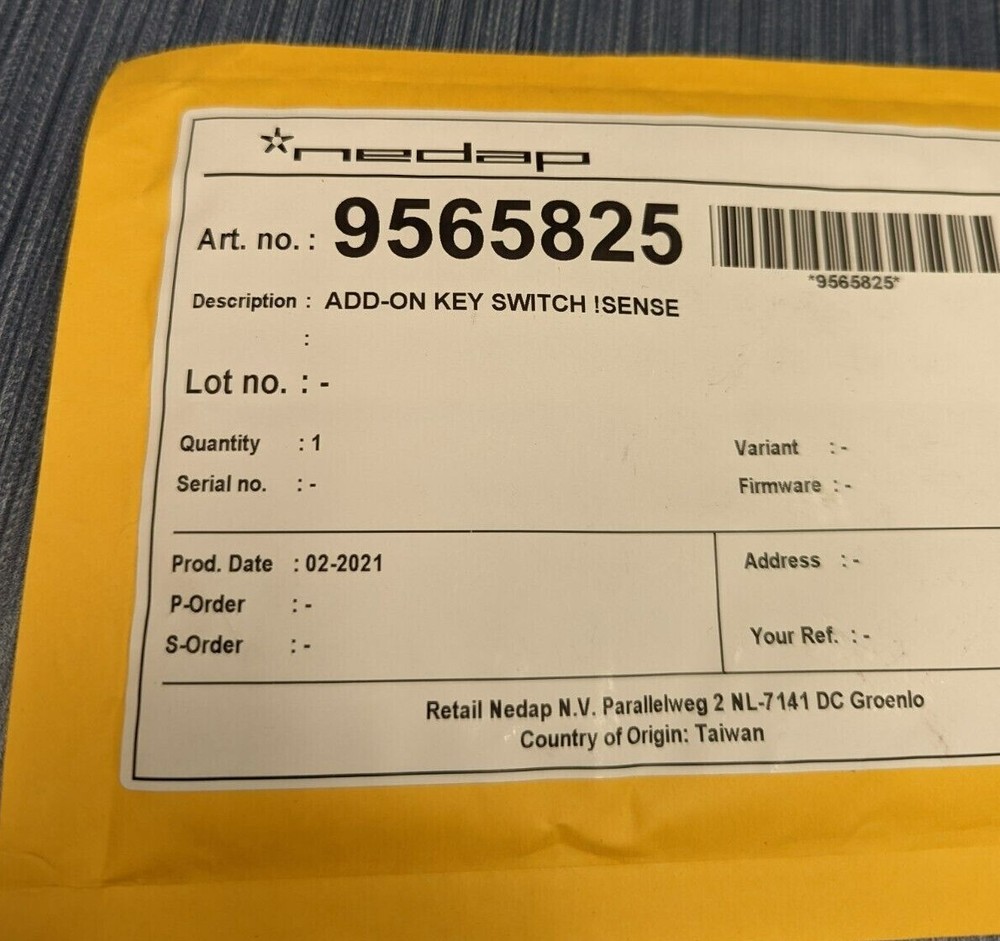 nedap
Art. no. : 9565825
*9565825*
Description : ADD-ON KEY SWITCH !SENSE
:
Lot no. : -
Quantity : 1 Variant : -
Serial no. : - Firmware : -
Prod. Date : 02-2021 Address : -
P-Order : -
S-Order : - Your Ref. : -
Retail Nedap N.V. Parallelweg 2 NL-7141 DC Groenlo
Country of Origin: Taiwan